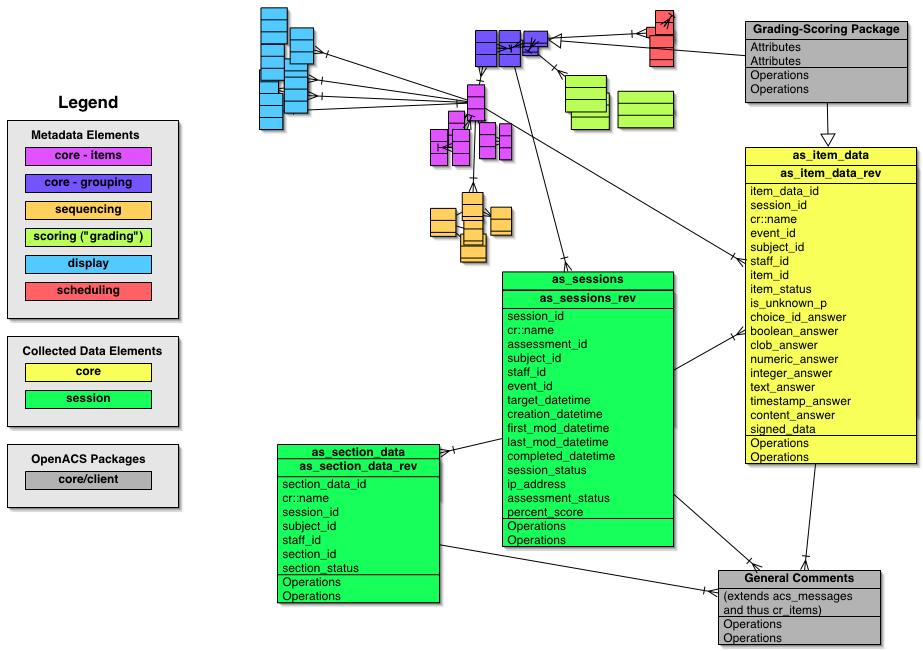 Legend
Metadata Elements
core - items
core - grouping
sequencing
scoring ("grading")
display
scheduling
Collected Data Elements
core
session
OpenACS Packages
core/client
Grading-Scoring Package
Attributes
Attributes
Operations
Operations
as_item_data
as_item_data_rev
item_data_id
session_id
cr::name
event_id
subject_id
staff_id
item_id
item_status
is_unknown_p
choice_id_answer
boolean_answer
clob_answer
numeric_answer
integer_answer
text_answer
timestamp_answer
content_answer
signed_data
Operations
Operations
as_sessions
as_sessions_rev
session_id
cr::name
assessment_id
subject_id
staff_id
event_id
target_datetime
creation_datetime
first_mod_datetime
last_mod_datetime
completed_datetime
session_status
ip_address
assessment_status
percent_score
Operations
Operations
as_section_data
as_section_data_rev
section_data_id
cr::name
session_id
subject_id
staff_id
section_id
section_status
Operations
Operations
General Comments
(extends acs_messages
and thus cr_items)
Operations
Operations